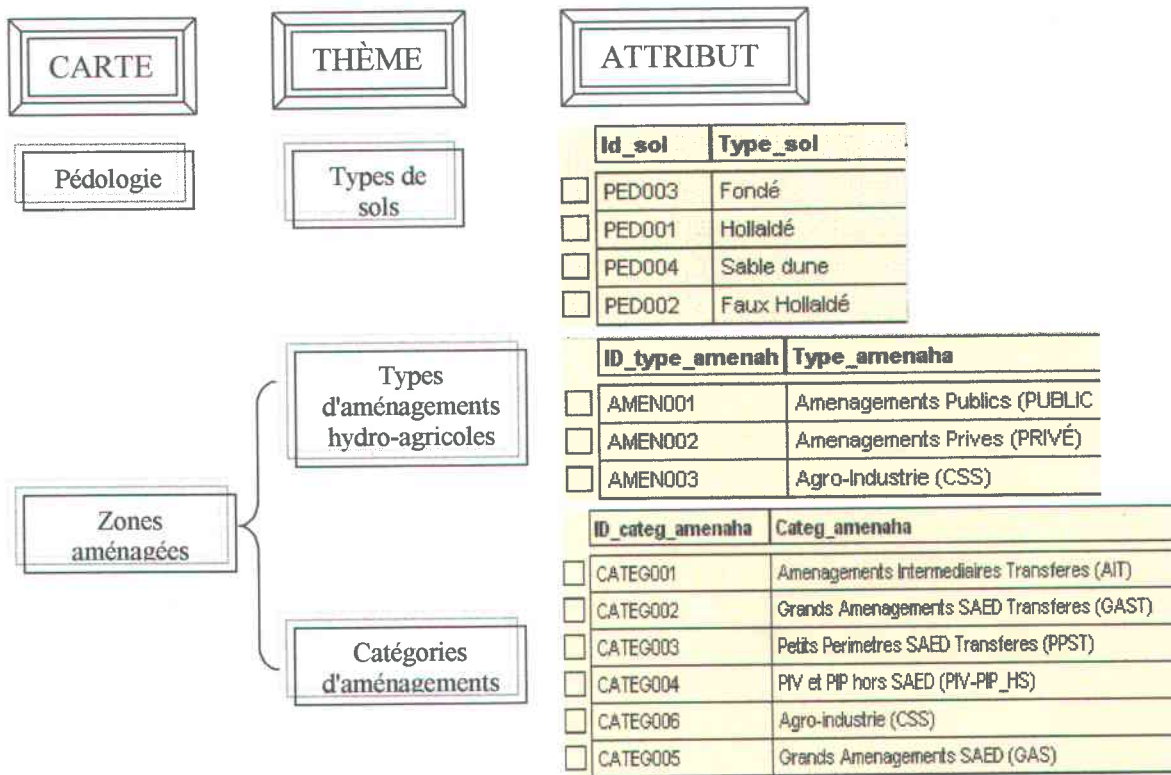 CARTE
THÈME
ATTRIBUT
Pédologie
Types de
sols
Id_sol Type_sol
PED003 Fondé
PED001 Hollaldé
PED004 Sable dune
PED002 Faux Hollaldé
Zones
aménagées
Types
d'aménagements
hydro-agricoles
ID_type_amenah Type_amenaha
AMEN001 Amenagements Publics (PUBLIC
AMEN002 Amenagements Prives (PRIVÉ)
AMEN003 Agro-Industrie (CSS)
Catégories
d'aménagements
ID_categ_amenaha Categ_amenaha
CATEG001 Amenagements Intermediaires Transferes (AIT)
CATEG002 Grands Amenagements SAED Transferes (GAST)
CATEG003 Petits Perimetres SAED Transferes (PPST)
CATEG004 PIV et PIP hors SAED (PIV-PIP_HS)
CATEG006 Agro-industrie (CSS)
CATEG005 Grands Amenagements SAED (GAS)